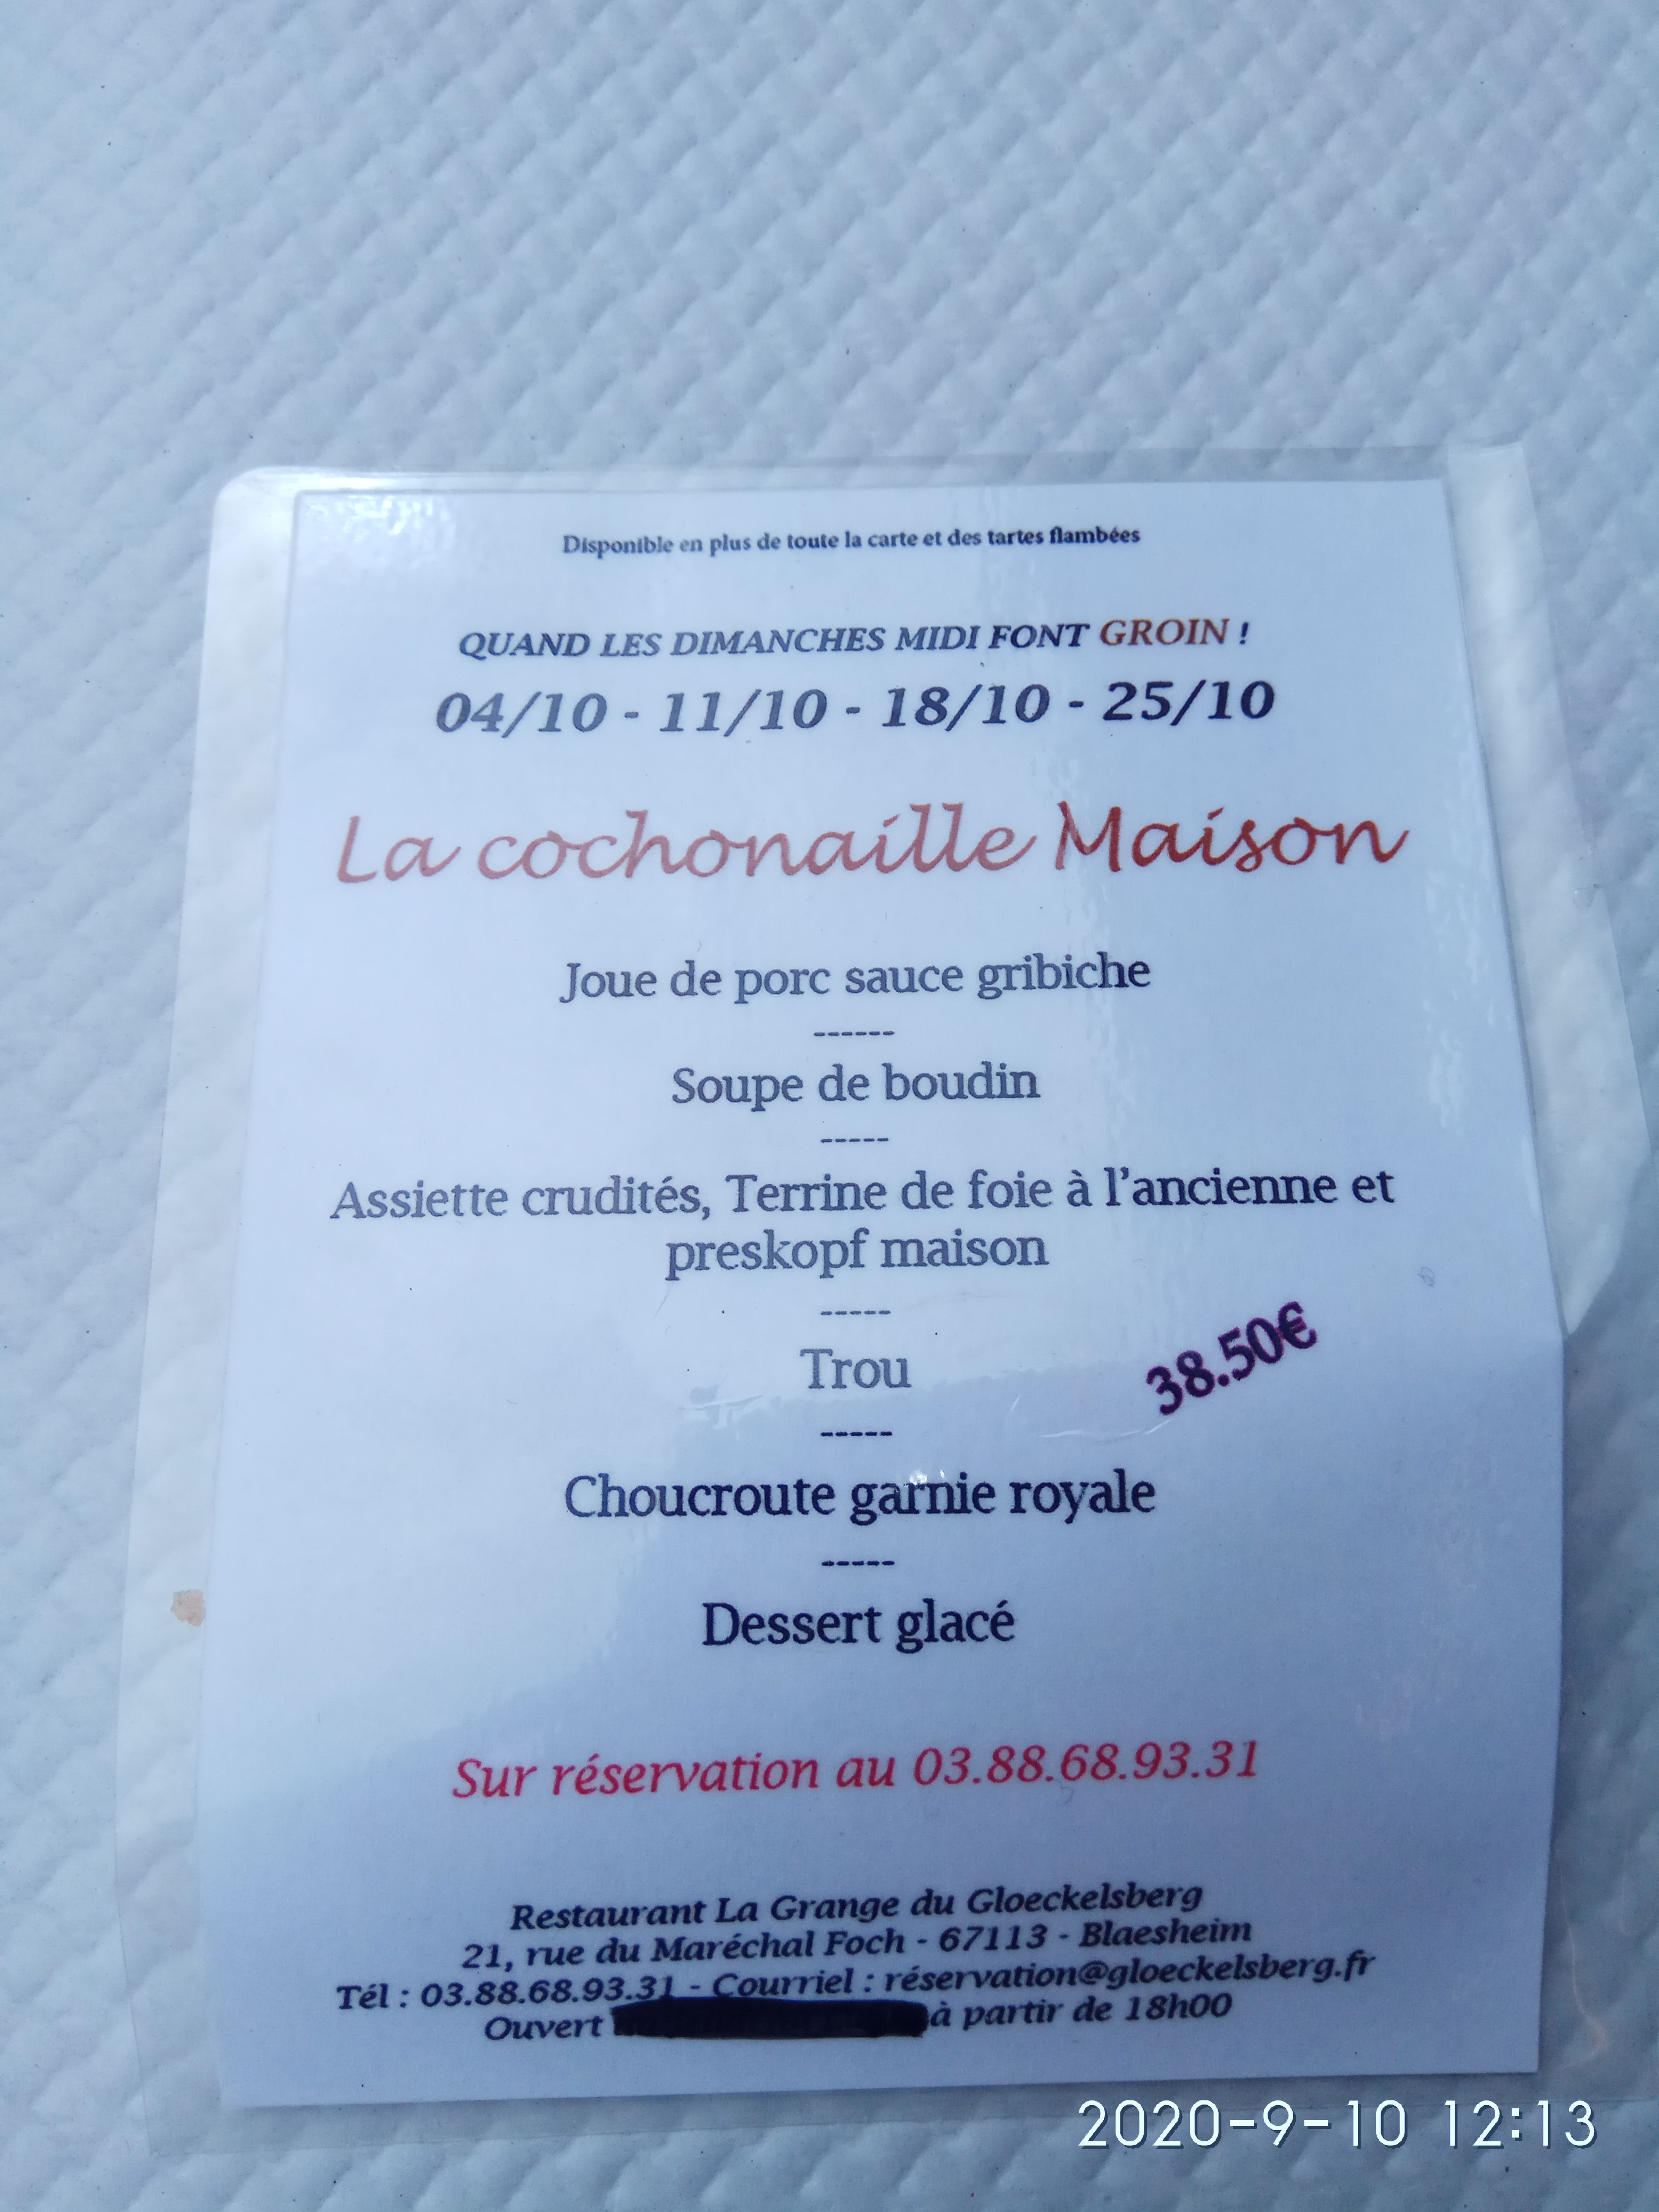 Disponible en plus de toute la carte et des tartes flambées
QUAND LES DIMANCHES MIDI FONT GROIN !
04/10 - 11/10 - 18/10 - 25/10
La cochonaille Maison
Joue de porc sauce gribiche
------
Soupe de boudin
-----
Assiette crudités, Terrine de foie à l'ancienne et
preskopf maison
-----
Trou
38.50€
-----
Choucroute garnie royale
-----
Dessert glacé
Sur réservation au 03.88.68.93.31
Restaurant La Grange du Gloeckelsberg
21, rue du Maréchal Foch - 67113 - Blaesheim
Tél : 03.88.68.93.31 - Courriel : réservation@gloeckelsberg.fr
Ouvert à partir de 18h00
2020-9-10 12:13